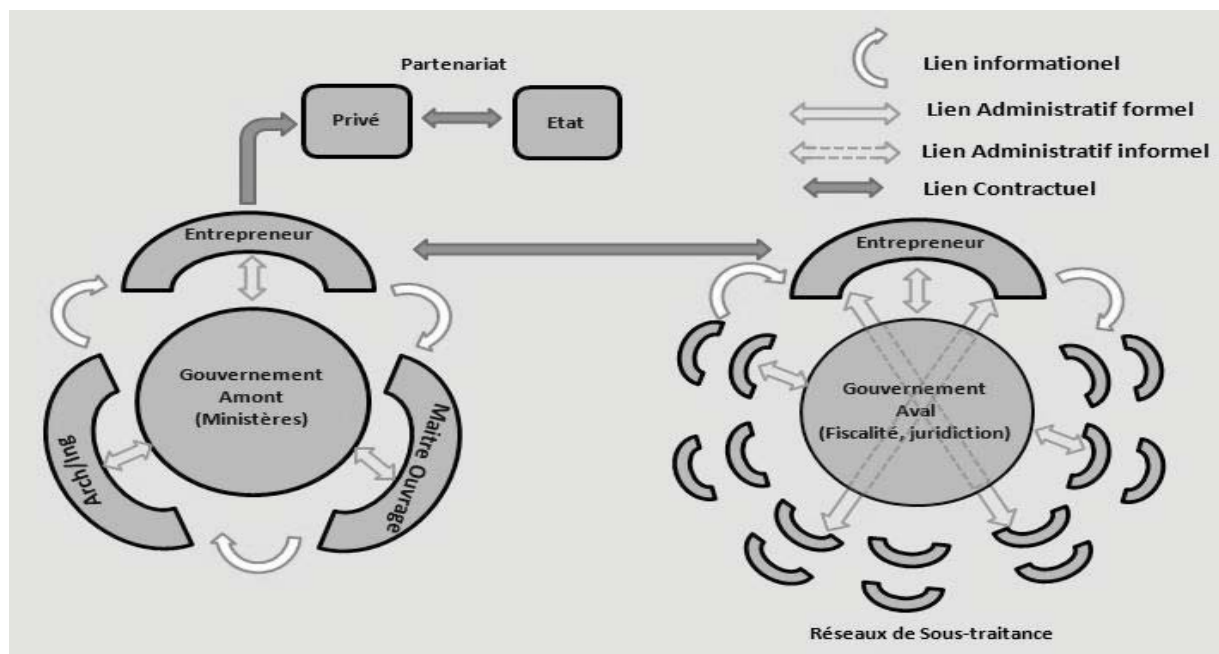 Partenariat
Privé
Etat
Lien informationel
Lien Administratif formel
Lien Administratif informel
Lien Contractuel
Entrepreneur
Gouvernement
Amont
(Ministères)
Arch/Ing
Maitre Ouvrage
Entrepreneur
Gouvernement
Aval
(Fiscalité, juridiction)
Réseaux de Sous-traitance